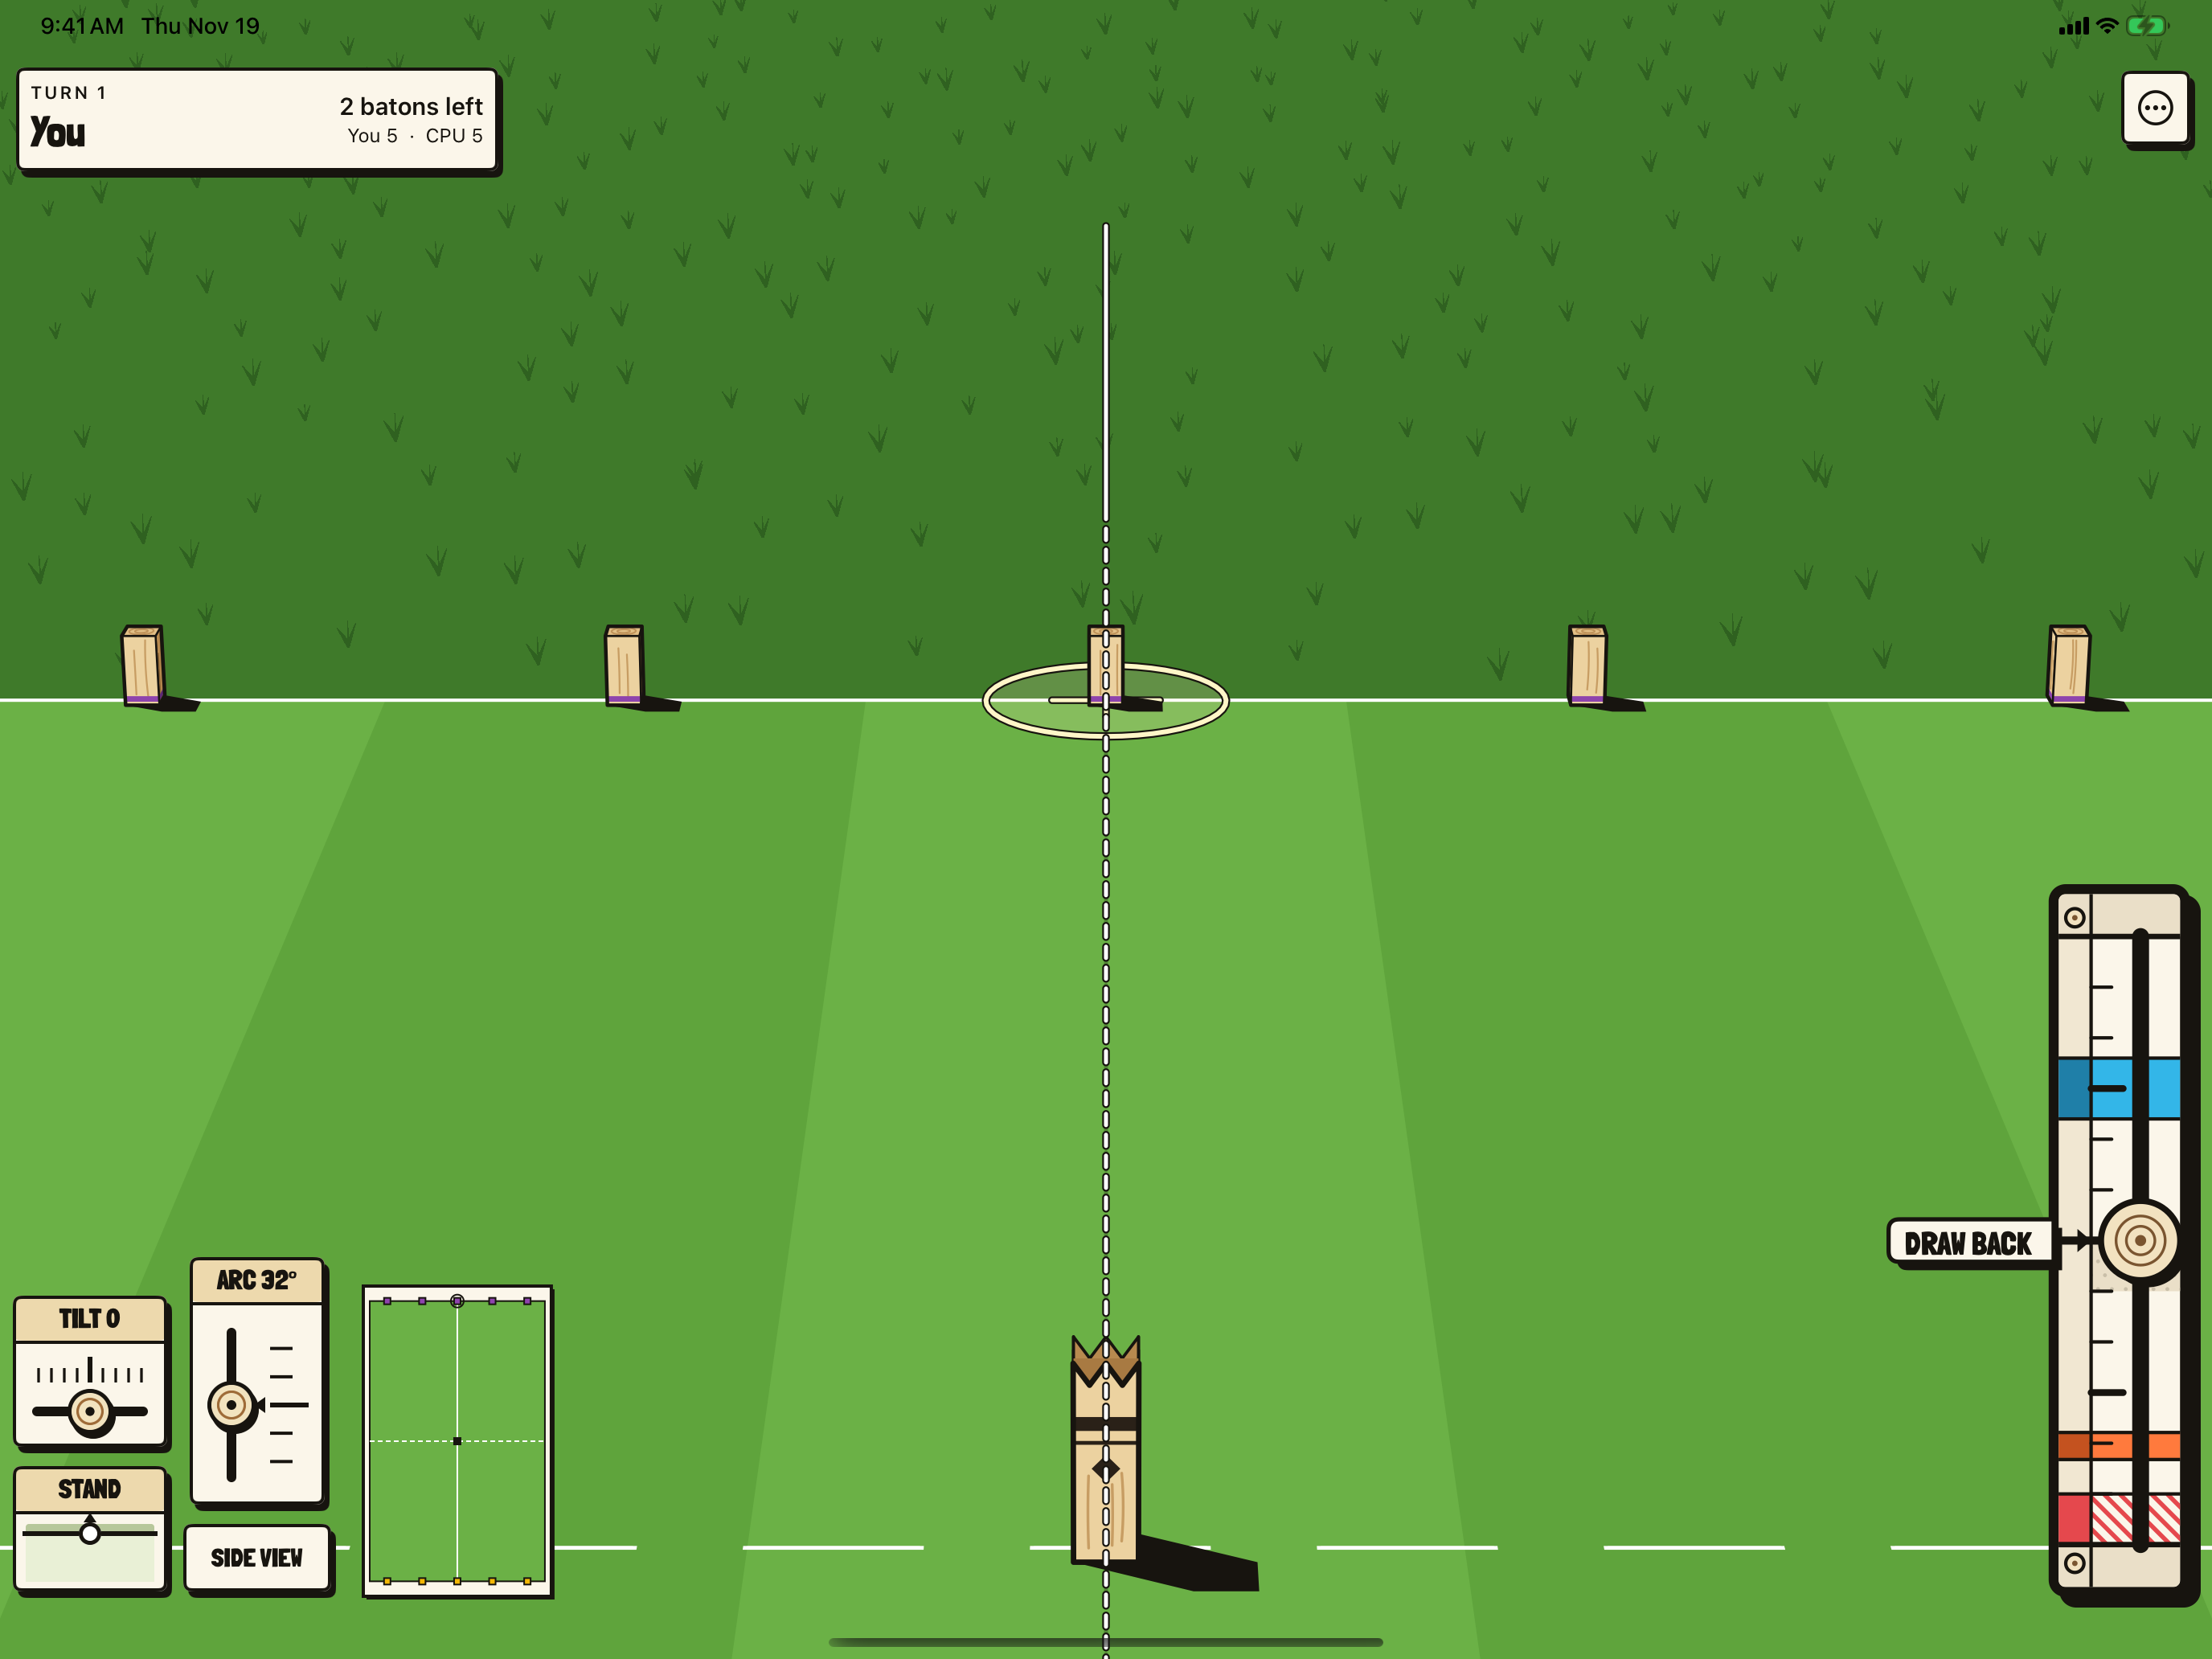 9:41 AM Thu Nov 19
TURN 1
You
2 batons left
You 5 · CPU 5
DRAW BACK
ARC 32°
TILT 0
STAND
SIDE VIEW